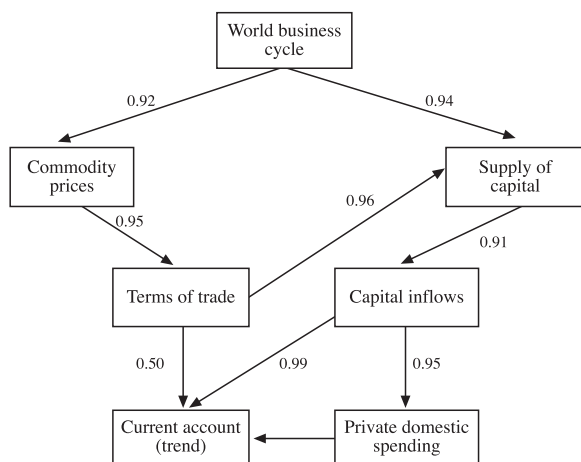 World business
cycle
0.92
0.94
Commodity
prices
Supply of
capital
0.95
0.96
0.91
Terms of trade
Capital inflows
0.50
0.99
0.95
Current account
(trend)
Private domestic
spending